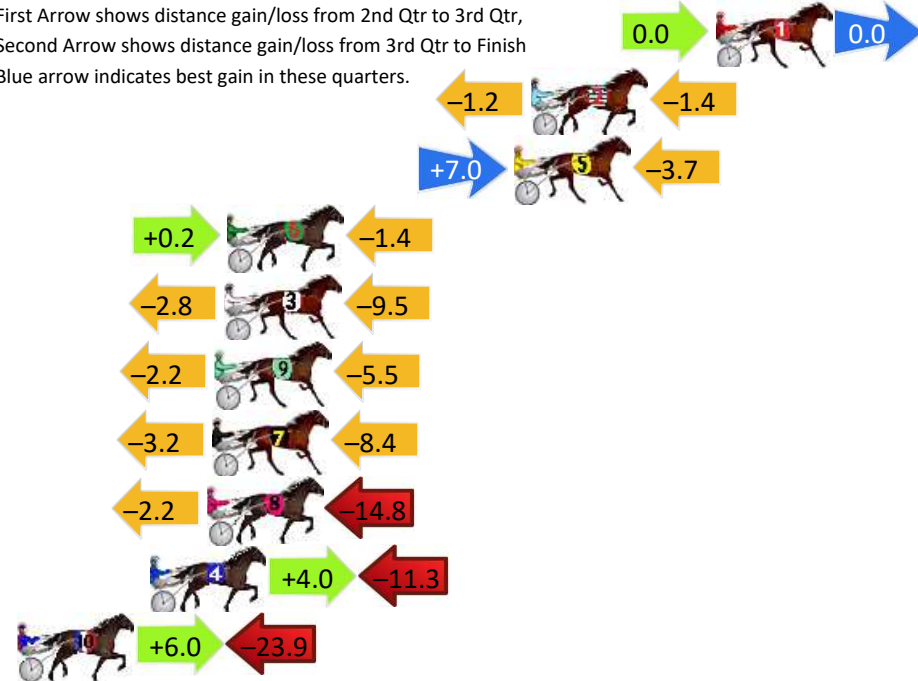 First Arrow shows distance gain/loss from 2nd Qtr to 3rd Qtr,
Second Arrow shows distance gain/loss from 3rd Qtr to Finish
Blue arrow indicates best gain in these quarters.
0.0 1 0.0
–1.2 2 –1.4
+7.0 5 –3.7
+0.2 6 –1.4
–2.8 3 –9.5
–2.2 9 –5.5
–3.2 7 –8.4
–2.2 8 –14.8
4 +4.0 –11.3
10 +6.0 –23.9